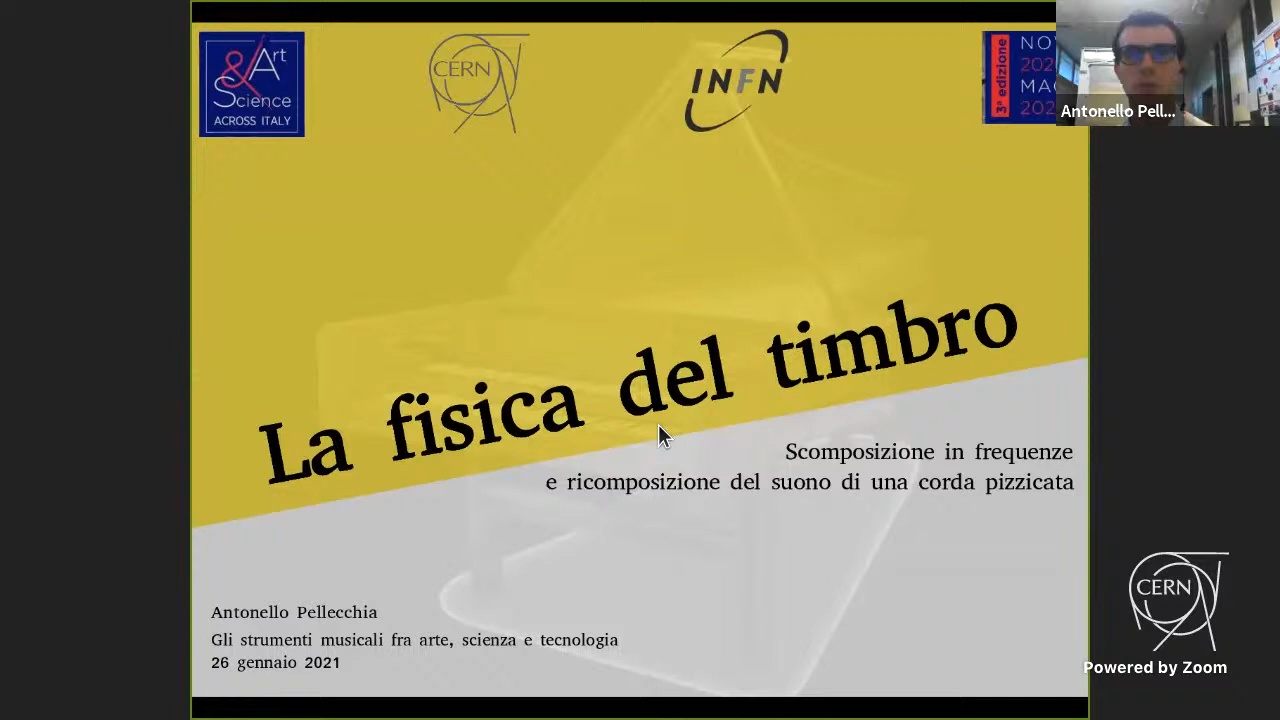 & Art
Science
ACROSS ITALY
CERN
INFN
3ª edizione
2020
Antonello Pell...
La fisica del timbro
Scomposizione in frequenze
e ricomposizione del suono di una corda pizzicata
Antonello Pellecchia
Gli strumenti musicali fra arte, scienza e tecnologia
26 gennaio 2021
CERN
Powered by Zoom